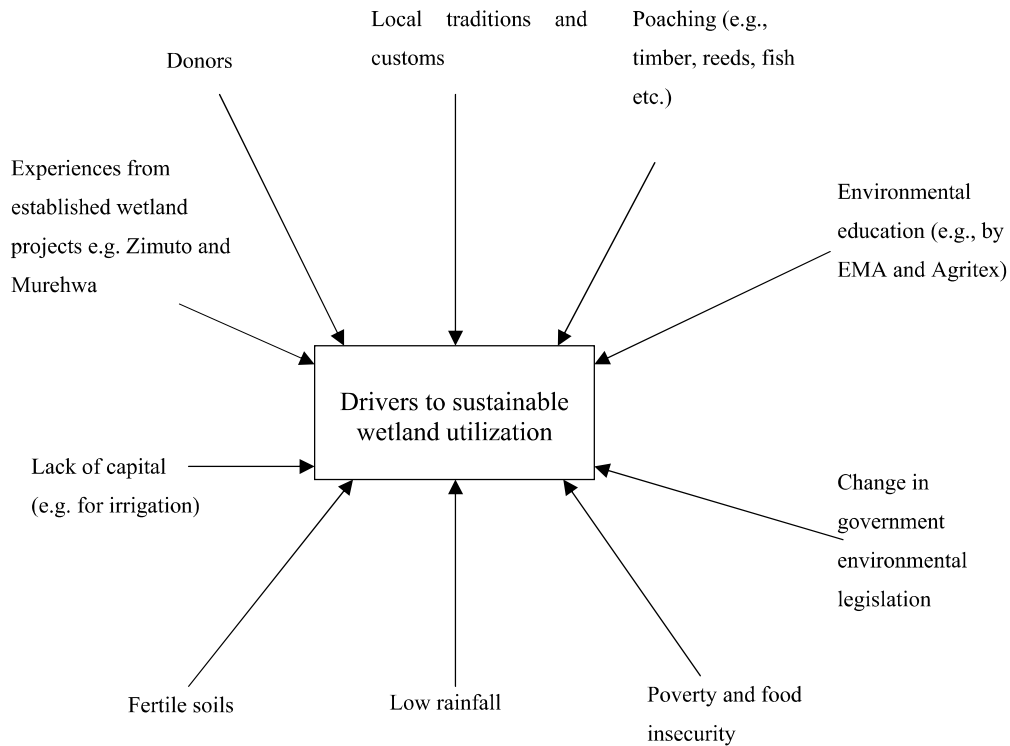 Donors
Local traditions and
customs
Poaching (e.g.,
timber, reeds, fish
etc.)
Experiences from
established wetland
projects e.g. Zimuto and
Murehwa
Environmental
education (e.g., by
EMA and Agritex)
Drivers to sustainable
wetland utilization
Lack of capital
(e.g. for irrigation)
Change in
government
environmental
legislation
Fertile soils
Low rainfall
Poverty and food
insecurity